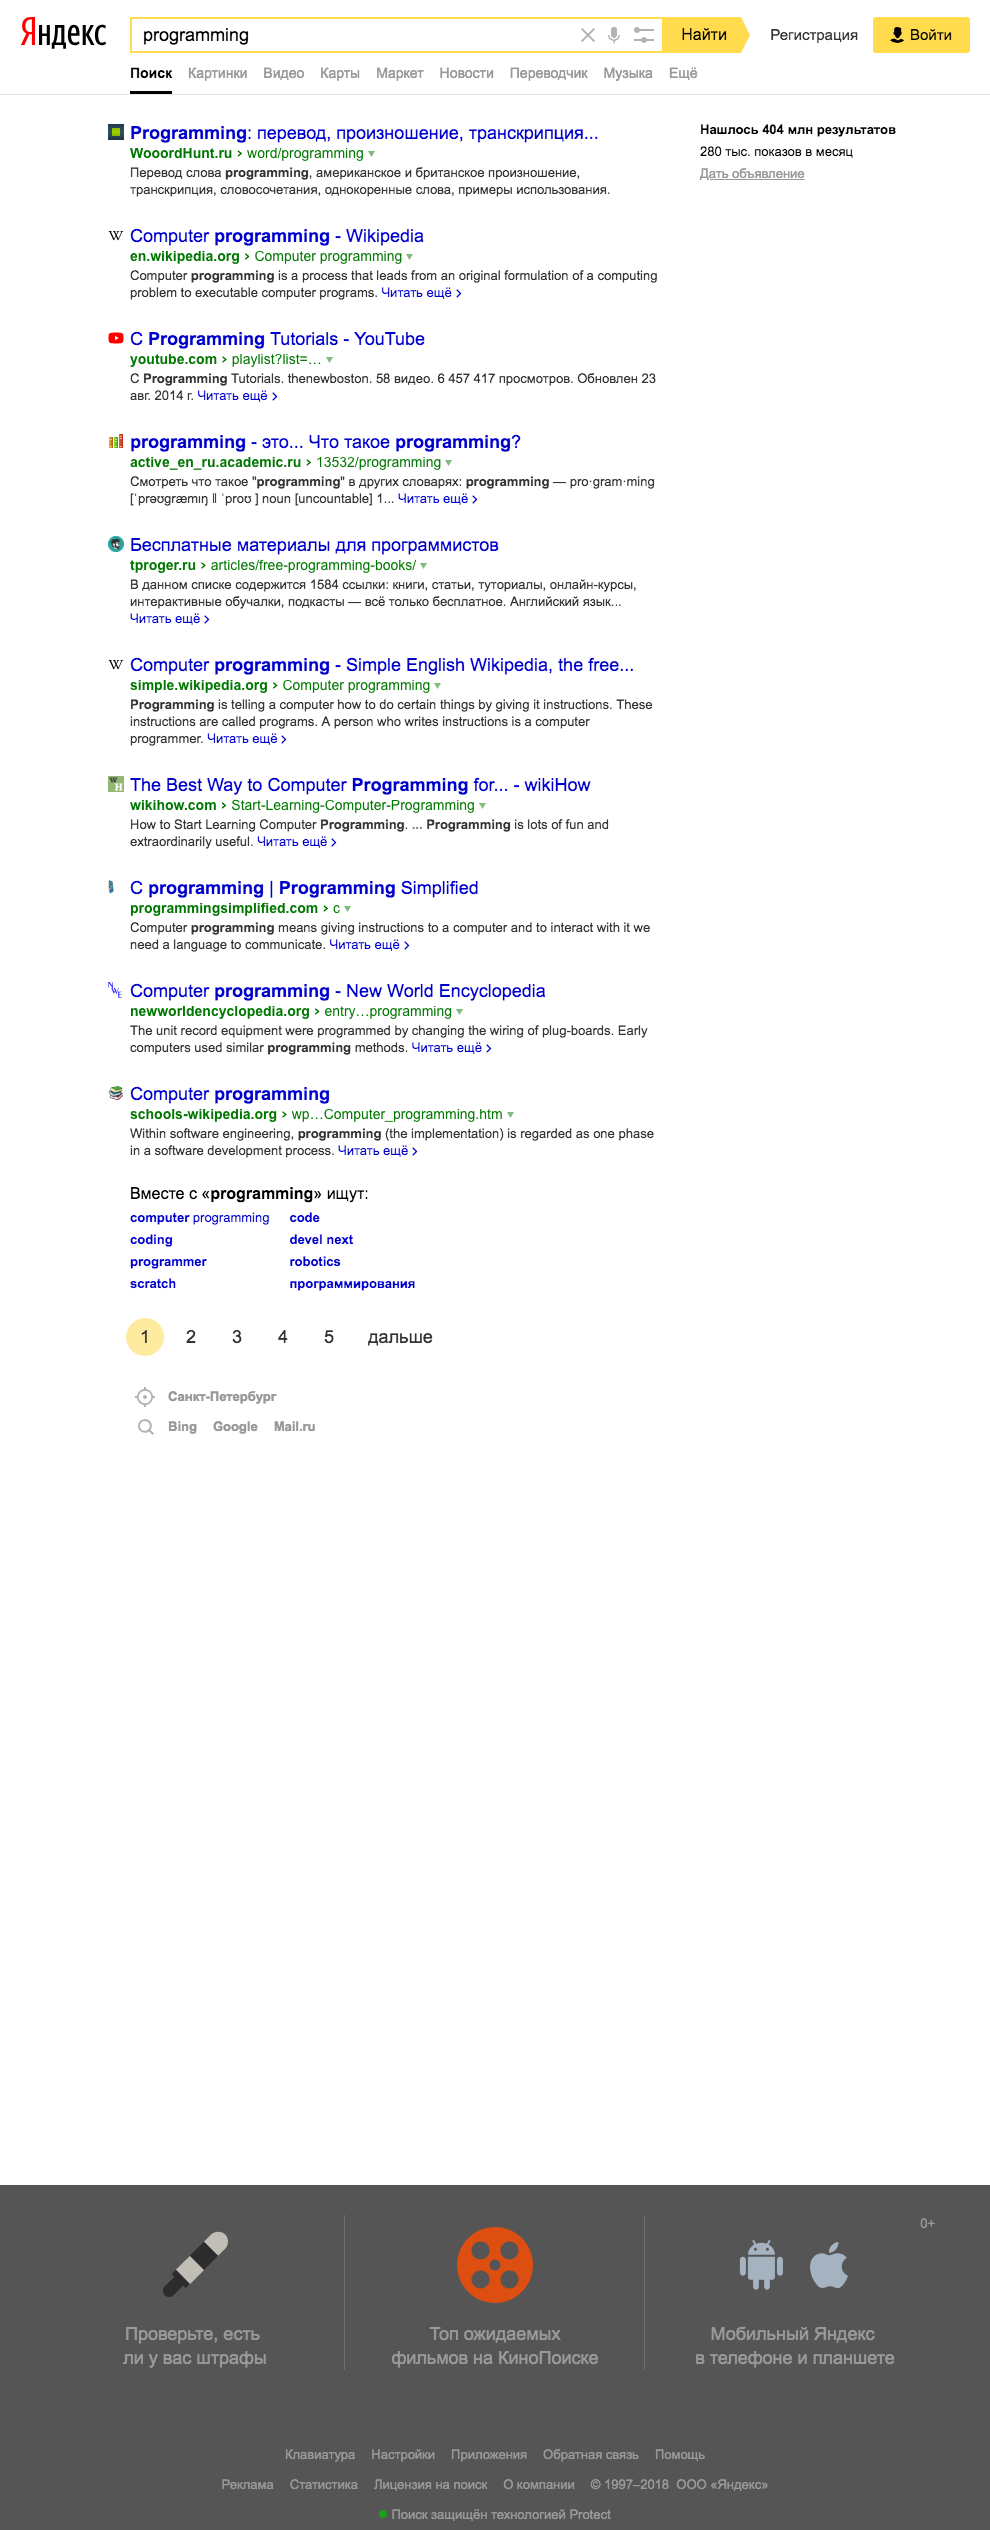 Яндекс
programming
Найти
Регистрация
Войти
Поиск Картинки Видео Карты Маркет Новости Переводчик Музыка Ещё
Programming: перевод, произношение, транскрипция...
WooordHunt.ru › word/programming
Перевод слова programming, американское и британское произношение,
транскрипция, словосочетания, однокоренные слова, примеры использования.
Нашлось 404 млн результатов
280 тыс. показов в месяц
Дать объявление
Computer programming - Wikipedia
en.wikipedia.org › Computer programming
Computer programming is a process that leads from an original formulation of a computing
problem to executable computer programs. Читать ещё ›
C Programming Tutorials - YouTube
youtube.com › playlist?list=…
C Programming Tutorials. thenewboston. 58 видео. 6 457 417 просмотров. Обновлен 23
авг. 2014 г. Читать ещё ›
programming - это... Что такое programming?
active_en_ru.academic.ru › 13532/programming
Смотреть что такое "programming" в других словарях: programming — pro·gram·ming
[ˈprəʊɡræmɪŋ ǁ ˈproʊ ] noun [uncountable] 1... Читать ещё ›
Бесплатные материалы для программистов
tproger.ru › articles/free-programming-books/
В данном списке содержится 1584 ссылки: книги, статьи, туториалы, онлайн-курсы,
интерактивные обучалки, подкасты — всё только бесплатное. Английский язык...
Читать ещё ›
Computer programming - Simple English Wikipedia, the free...
simple.wikipedia.org › Computer programming
Programming is telling a computer how to do certain things by giving it instructions. These
instructions are called programs. A person who writes instructions is a computer
programmer. Читать ещё ›
The Best Way to Computer Programming for... - wikiHow
wikihow.com › Start-Learning-Computer-Programming
How to Start Learning Computer Programming. ... Programming is lots of fun and
extraordinarily useful. Читать ещё ›
C programming | Programming Simplified
programmingsimplified.com › c
Computer programming means giving instructions to a computer and to interact with it we
need a language to communicate. Читать ещё ›
Computer programming - New World Encyclopedia
newworldencyclopedia.org › entry…programming
The unit record equipment were programmed by changing the wiring of plug-boards. Early
computers used similar programming methods. Читать ещё ›
Computer programming
schools-wikipedia.org › wp…Computer_programming.htm
Within software engineering, programming (the implementation) is regarded as one phase
in a software development process. Читать ещё ›
Вместе с «programming» ищут:
computer programming code
coding devel next
programmer robotics
scratch программирования
1 2 3 4 5 дальше
Санкт-Петербург
Bing Google Mail.ru
0+
Проверьте, есть
ли у вас штрафы
Топ ожидаемых
фильмов на КиноПоиске
Мобильный Яндекс
в телефоне и планшете
Клавиатура Настройки Приложения Обратная связь Помощь
Реклама Статистика Лицензия на поиск О компании © 1997–2018 ООО «Яндекс»
Поиск защищён технологией Protect